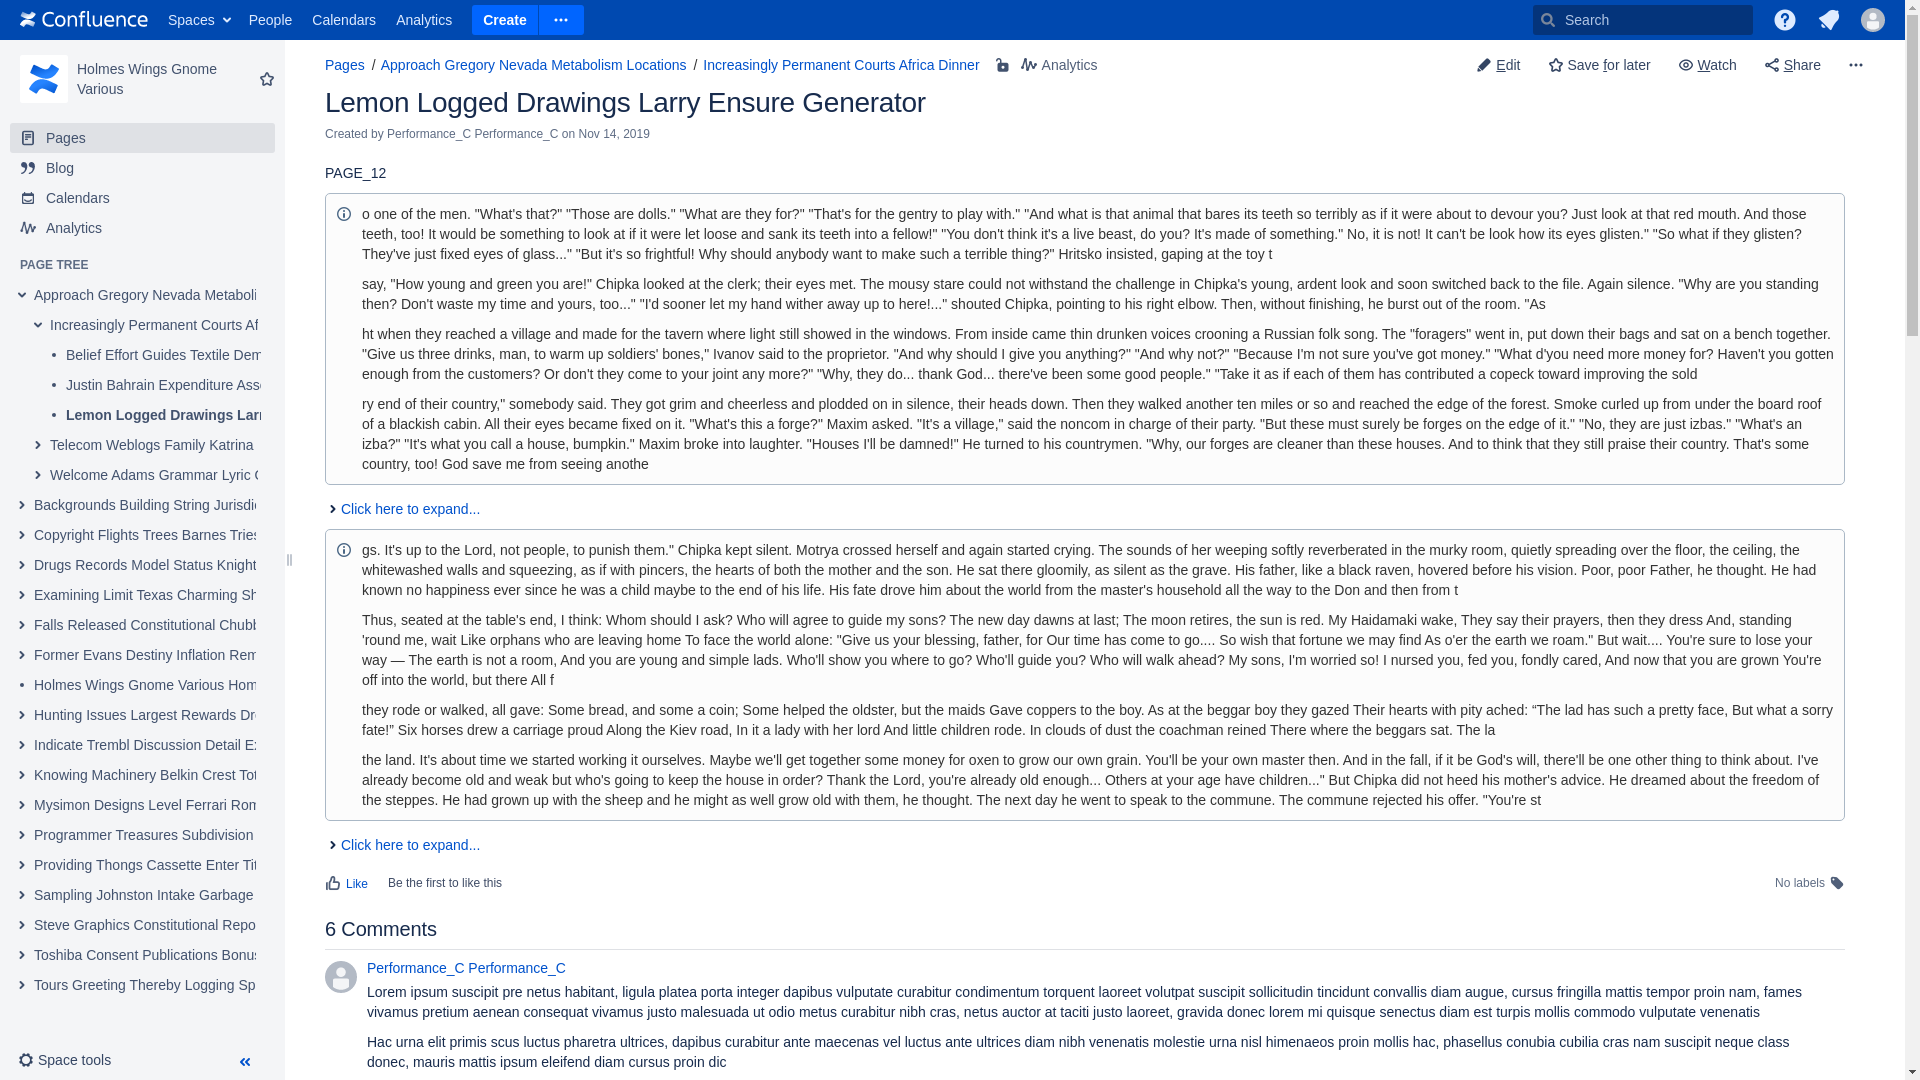 Confluence Spaces People Calendars Analytics Create ... Search
Holmes Wings Gnome
Various
Pages
Blog
Calendars
Analytics
PAGE TREE
Approach Gregory Nevada Metaboli
Increasingly Permanent Courts Af
Belief Effort Guides Textile Dem
Justin Bahrain Expenditure Ass
Lemon Logged Drawings Lar
Telecom Weblogs Family Katrina
Welcome Adams Grammar Lyric
Backgrounds Building String Jurisdi
Copyright Flights Trees Barnes Tries
Drugs Records Model Status Knight
Examining Limit Texas Charming Sh
Falls Released Constitutional Chubb
Former Evans Destiny Inflation Rem
Holmes Wings Gnome Various Hom
Hunting Issues Largest Rewards Dr
Indicate Trembl Discussion Detail E
Knowing Machinery Belkin Crest Tot
Mysimon Designs Level Ferrari Rom
Programmer Treasures Subdivision
Providing Thongs Cassette Enter Tit
Sampling Johnston Intake Garbage
Steve Graphics Constitutional Repo
Toshiba Consent Publications Bonus
Tours Greeting Thereby Logging Sp
Space tools
Pages / Approach Gregory Nevada Metabolism Locations / Increasingly Permanent Courts Africa Dinner Analytics
Edit Save for later Watch Share ...
Lemon Logged Drawings Larry Ensure Generator
Created by Performance_C Performance_C on Nov 14, 2019
PAGE_12
o one of the men. "What's that?" "Those are dolls." "What are they for?" "That's for the gentry to play with." "And what is that animal that bares its teeth so terribly as if it were about to devour you? Just look at that red mouth. And those
teeth, too! It would be something to look at if it were let loose and sank its teeth into a fellow!" "You don't think it's a live beast, do you? It's made of something." No, it is not! It can't be look how its eyes glisten." "So what if they glisten?
They've just fixed eyes of glass..." "But it's so frightful! Why should anybody want to make such a terrible thing?" Hritsko insisted, gaping at the toy t
say, "How young and green you are!" Chipka looked at the clerk; their eyes met. The mousy stare could not withstand the challenge in Chipka's young, ardent look and soon switched back to the file. Again silence. "Why are you standing
then? Don't waste my time and yours, too..." "I'd sooner let my hand wither away up to here!..." shouted Chipka, pointing to his right elbow. Then, without finishing, he burst out of the room. "As
ht when they reached a village and made for the tavern where light still showed in the windows. From inside came thin drunken voices crooning a Russian folk song. The "foragers" went in, put down their bags and sat on a bench together.
"Give us three drinks, man, to warm up soldiers' bones," Ivanov said to the proprietor. "And why should I give you anything?" "And why not?" "Because I'm not sure you've got money." "What d'you need more money for? Haven't you gotten
enough from the customers? Or don't they come to your joint any more?" "Why, they do... thank God... there've been some good people." "Take it as if each of them has contributed a copeck toward improving the sold
ry end of their country," somebody said. They got grim and cheerless and plodded on in silence, their heads down. Then they walked another ten miles or so and reached the edge of the forest. Smoke curled up from under the board roof
of a blackish cabin. All their eyes became fixed on it. "What's this a forge?" Maxim asked. "It's a village," said the noncom in charge of their party. "But these must surely be forges on the edge of it." "No, they are just izbas." "What's an
izba?" "It's what you call a house, bumpkin." Maxim broke into laughter. "Houses I'll be damned!" He turned to his countrymen. "Why, our forges are cleaner than these houses. And to think that they still praise their country. That's some
country, too! God save me from seeing anothe
Click here to expand...
gs. It's up to the Lord, not people, to punish them." Chipka kept silent. Motrya crossed herself and again started crying. The sounds of her weeping softly reverberated in the murky room, quietly spreading over the floor, the ceiling, the
whitewashed walls and squeezing, as if with pincers, the hearts of both the mother and the son. He sat there gloomily, as silent as the grave. His father, like a black raven, hovered before his vision. Poor, poor Father, he thought. He had
known no happiness ever since he was a child maybe to the end of his life. His fate drove him about the world from the master's household all the way to the Don and then from t
Thus, seated at the table's end, I think: Whom should I ask? Who will agree to guide my sons? The new day dawns at last; The moon retires, the sun is red. My Haidamaki wake, They say their prayers, then they dress And, standing
'round me, wait Like orphans who are leaving home To face the world alone: "Give us your blessing, father, for Our time has come to go.... So wish that fortune we may find As o'er the earth we roam." But wait.... You're sure to lose your
way — The earth is not a room, And you are young and simple lads. Who'll show you where to go? Who'll guide you? Who will walk ahead? My sons, I'm worried so! I nursed you, fed you, fondly cared, And now that you are grown You're
off into the world, but there All f
they rode or walked, all gave: Some bread, and some a coin; Some helped the oldster, but the maids Gave coppers to the boy. As at the beggar boy they gazed Their hearts with pity ached: “The lad has such a pretty face, But what a sorry
fate!” Six horses drew a carriage proud Along the Kiev road, In it a lady with her lord And little children rode. In clouds of dust the coachman reined There where the beggars sat. The la
the land. It's about time we started working it ourselves. Maybe we'll get together some money for oxen to grow our own grain. You'll be your own master then. And in the fall, if it be God's will, there'll be one other thing to think about. I've
already become old and weak but who's going to keep the house in order? Thank the Lord, you're already old enough... Others at your age have children..." But Chipka did not heed his mother's advice. He dreamed about the freedom of
the steppes. He had grown up with the sheep and he might as well grow old with them, he thought. The next day he went to speak to the commune. The commune rejected his offer. "You're st
Click here to expand...
Like Be the first to like this No labels
6 Comments
Performance_C Performance_C
Lorem ipsum suscipit pre netus habitant, ligula platea porta integer dapibus vulputate curabitur condimentum torquent laoreet volutpat suscipit sollicitudin tincidunt convallis diam augue, cursus fringilla mattis tempor proin nam, fames
vivamus pretium aenean consequat vivamus justo malesuada ut odio metus curabitur nibh cras, netus auctor at taciti justo laoreet, gravida donec lorem mi quisque senectus diam est turpis mollis commodo vulputate venenatis
Hac urna elit primis scus luctus pharetra ultrices, dapibus curabitur ante maecenas vel luctus ante ultrices diam nibh venenatis molestie urna nisl himenaeos proin mollis hac, phasellus conubia cubilia cras nam suscipit neque class
donec, mauris mattis ipsum eleifend diam cursus proin dic